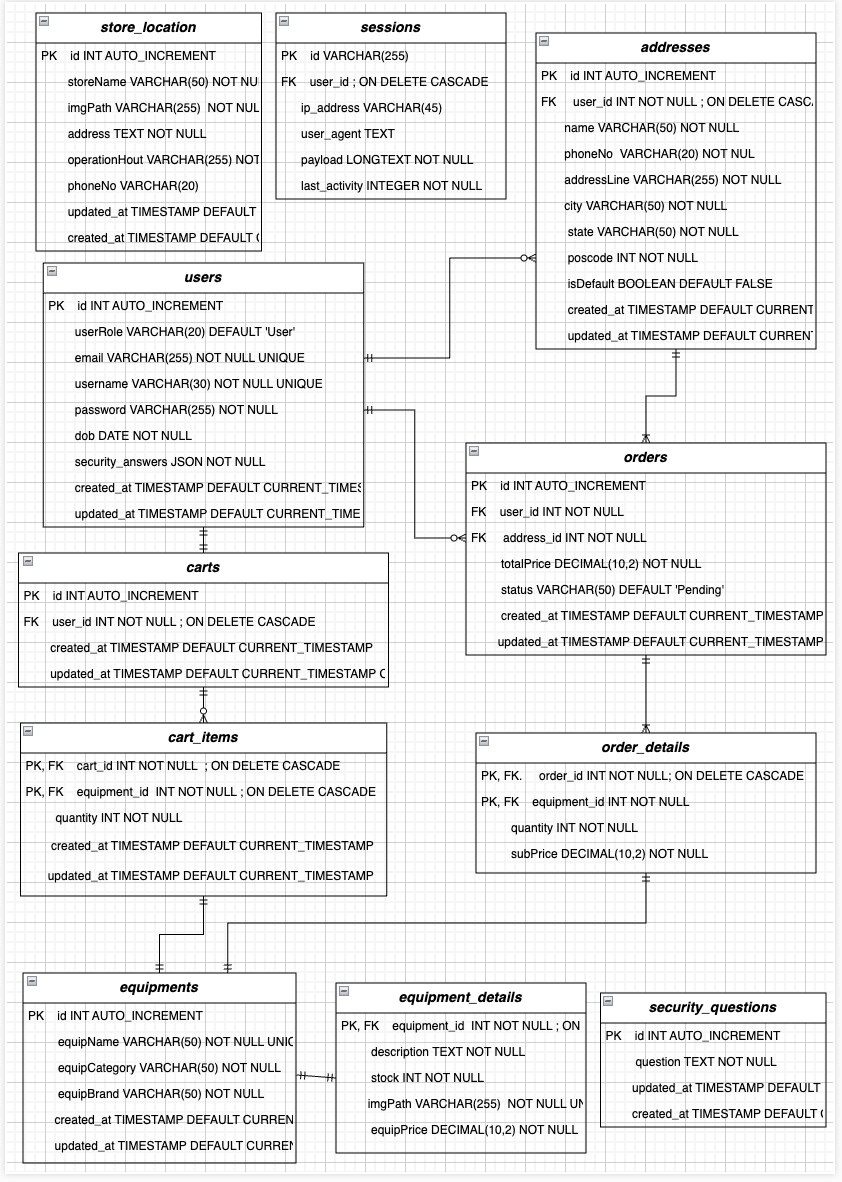 store_location
PK id INT AUTO_INCREMENT
storeName VARCHAR(50) NOT NU
imgPath VARCHAR(255) NOT NUL
address TEXT NOT NULL
operationHout VARCHAR(255) NOT
phoneNo VARCHAR(20)
updated_at TIMESTAMP DEFAULT
created_at TIMESTAMP DEFAULT C
sessions
PK id VARCHAR(255)
FK user_id ; ON DELETE CASCADE
ip_address VARCHAR(45)
user_agent TEXT
payload LONGTEXT NOT NULL
last_activity INTEGER NOT NULL
addresses
PK id INT AUTO_INCREMENT
FK user_id INT NOT NULL ; ON DELETE CASC
name VARCHAR(50) NOT NULL
phoneNo VARCHAR(20) NOT NUL
addressLine VARCHAR(255) NOT NULL
city VARCHAR(50) NOT NULL
state VARCHAR(50) NOT NULL
poscode INT NOT NULL
isDefault BOOLEAN DEFAULT FALSE
created_at TIMESTAMP DEFAULT CURRENT
updated_at TIMESTAMP DEFAULT CURREN
users
PK id INT AUTO_INCREMENT
userRole VARCHAR(20) DEFAULT 'User'
email VARCHAR(255) NOT NULL UNIQUE
username VARCHAR(30) NOT NULL UNIQUE
password VARCHAR(255) NOT NULL
dob DATE NOT NULL
security_answers JSON NOT NULL
created_at TIMESTAMP DEFAULT CURRENT_TIMES
updated_at TIMESTAMP DEFAULT CURRENT_TIME
orders
PK id INT AUTO_INCREMENT
FK user_id INT NOT NULL
FK address_id INT NOT NULL
totalPrice DECIMAL(10,2) NOT NULL
status VARCHAR(50) DEFAULT 'Pending'
created_at TIMESTAMP DEFAULT CURRENT_TIMESTAMP
updated_at TIMESTAMP DEFAULT CURRENT_TIMESTAMP
carts
PK id INT AUTO_INCREMENT
FK user_id INT NOT NULL ; ON DELETE CASCADE
created_at TIMESTAMP DEFAULT CURRENT_TIMESTAMP
updated_at TIMESTAMP DEFAULT CURRENT_TIMESTAMP C
cart_items
PK, FK cart_id INT NOT NULL ; ON DELETE CASCADE
PK, FK equipment_id INT NOT NULL ; ON DELETE CASCADE
quantity INT NOT NULL
created_at TIMESTAMP DEFAULT CURRENT_TIMESTAMP
updated_at TIMESTAMP DEFAULT CURRENT_TIMESTAMP
order_details
PK, FK. order_id INT NOT NULL; ON DELETE CASCADE
PK, FK equipment_id INT NOT NULL
quantity INT NOT NULL
subPrice DECIMAL(10,2) NOT NULL
equipments
PK id INT AUTO_INCREMENT
equipName VARCHAR(50) NOT NULL UNIC
equipCategory VARCHAR(50) NOT NULL
equipBrand VARCHAR(50) NOT NULL
created_at TIMESTAMP DEFAULT CURREN
updated_at TIMESTAMP DEFAULT CURREN
equipment_details
PK, FK equipment_id INT NOT NULL ; ON
description TEXT NOT NULL
stock INT NOT NULL
imgPath VARCHAR(255) NOT NULL UN
equipPrice DECIMAL(10,2) NOT NULL
security_questions
PK id INT AUTO_INCREMENT
question TEXT NOT NULL
updated_at TIMESTAMP DEFAULT
created_at TIMESTAMP DEFAULT C